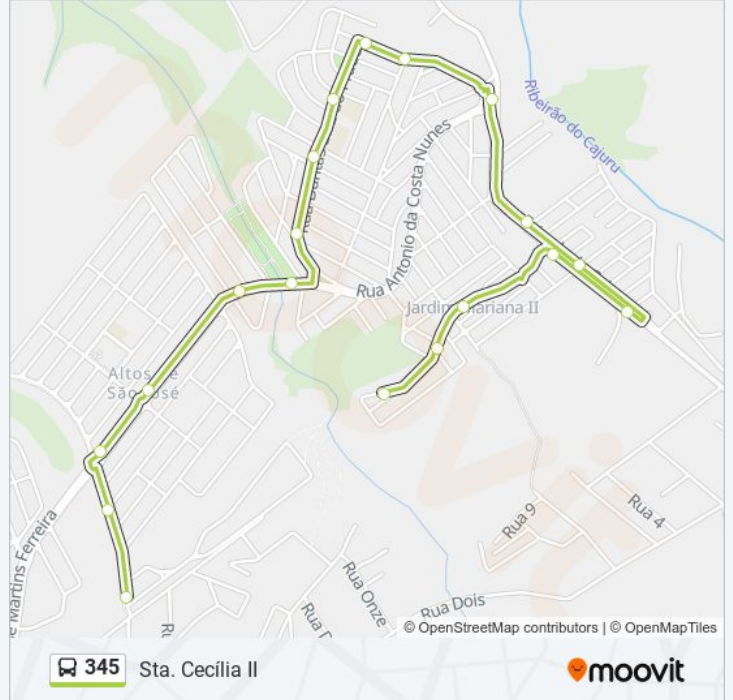 Ribeirão do Cajuru
Rua Antonio da Costa Nunes
Jardim Mariana II
Altos de
São José
Martins Ferreira
Rua 9
Rua 4
Rua Onze
Rua Dois
© OpenStreetMap contributors | © OpenMapTiles
345 Sta. Cecília II
moovit